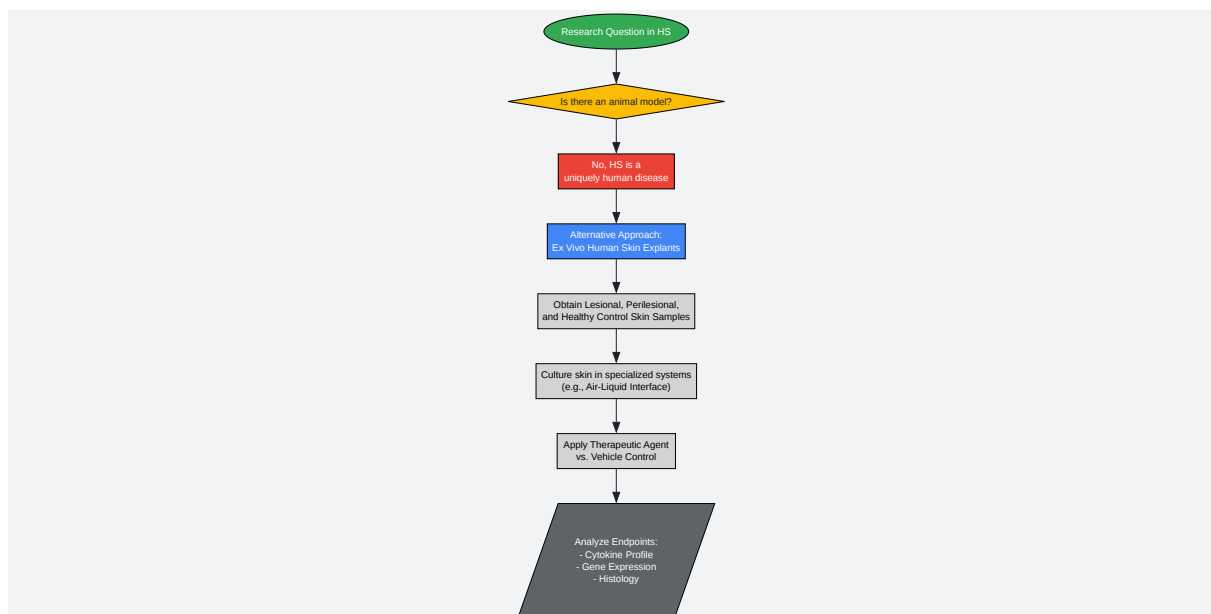 Research Question in HS
Is there an animal model?
No, HS is a
uniquely human disease
Alternative Approach:
Ex Vivo Human Skin Explants
Obtain Lesional, Perilesional,
and Healthy Control Skin Samples
Culture skin in specialized systems
(e.g., Air-Liquid Interface)
Apply Therapeutic Agent
vs. Vehicle Control
Analyze Endpoints:
- Cytokine Profile
- Gene Expression
- Histology